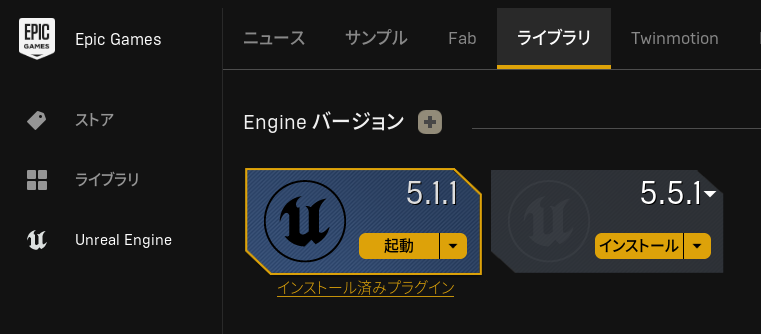 EPIC
GAMES
Epic Games
ストア
ライブラリ
Unreal Engine
ニュース サンプル Fab ライブラリ Twinmotion
Engine バージョン
5.1.1
起動
インストール済みプラグイン
5.5.1
インストール